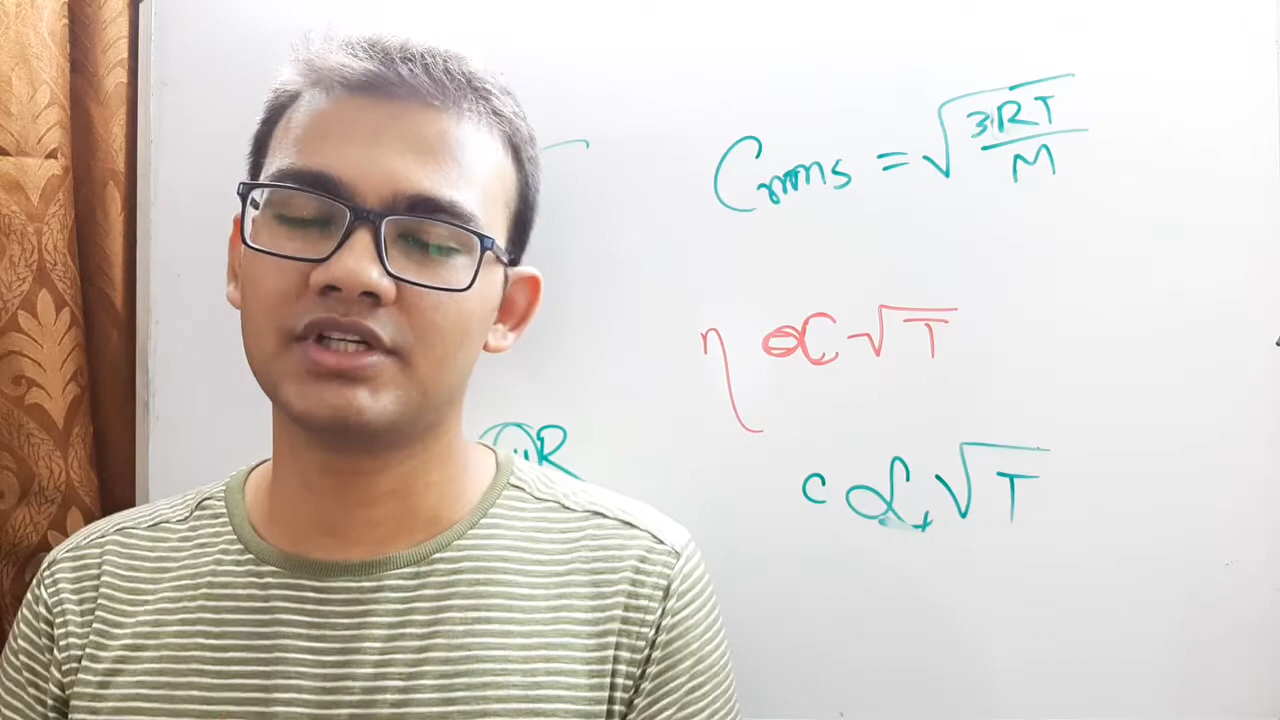 Crms = √(3RT/M)
η ∝ √T
c ∝ √T
R